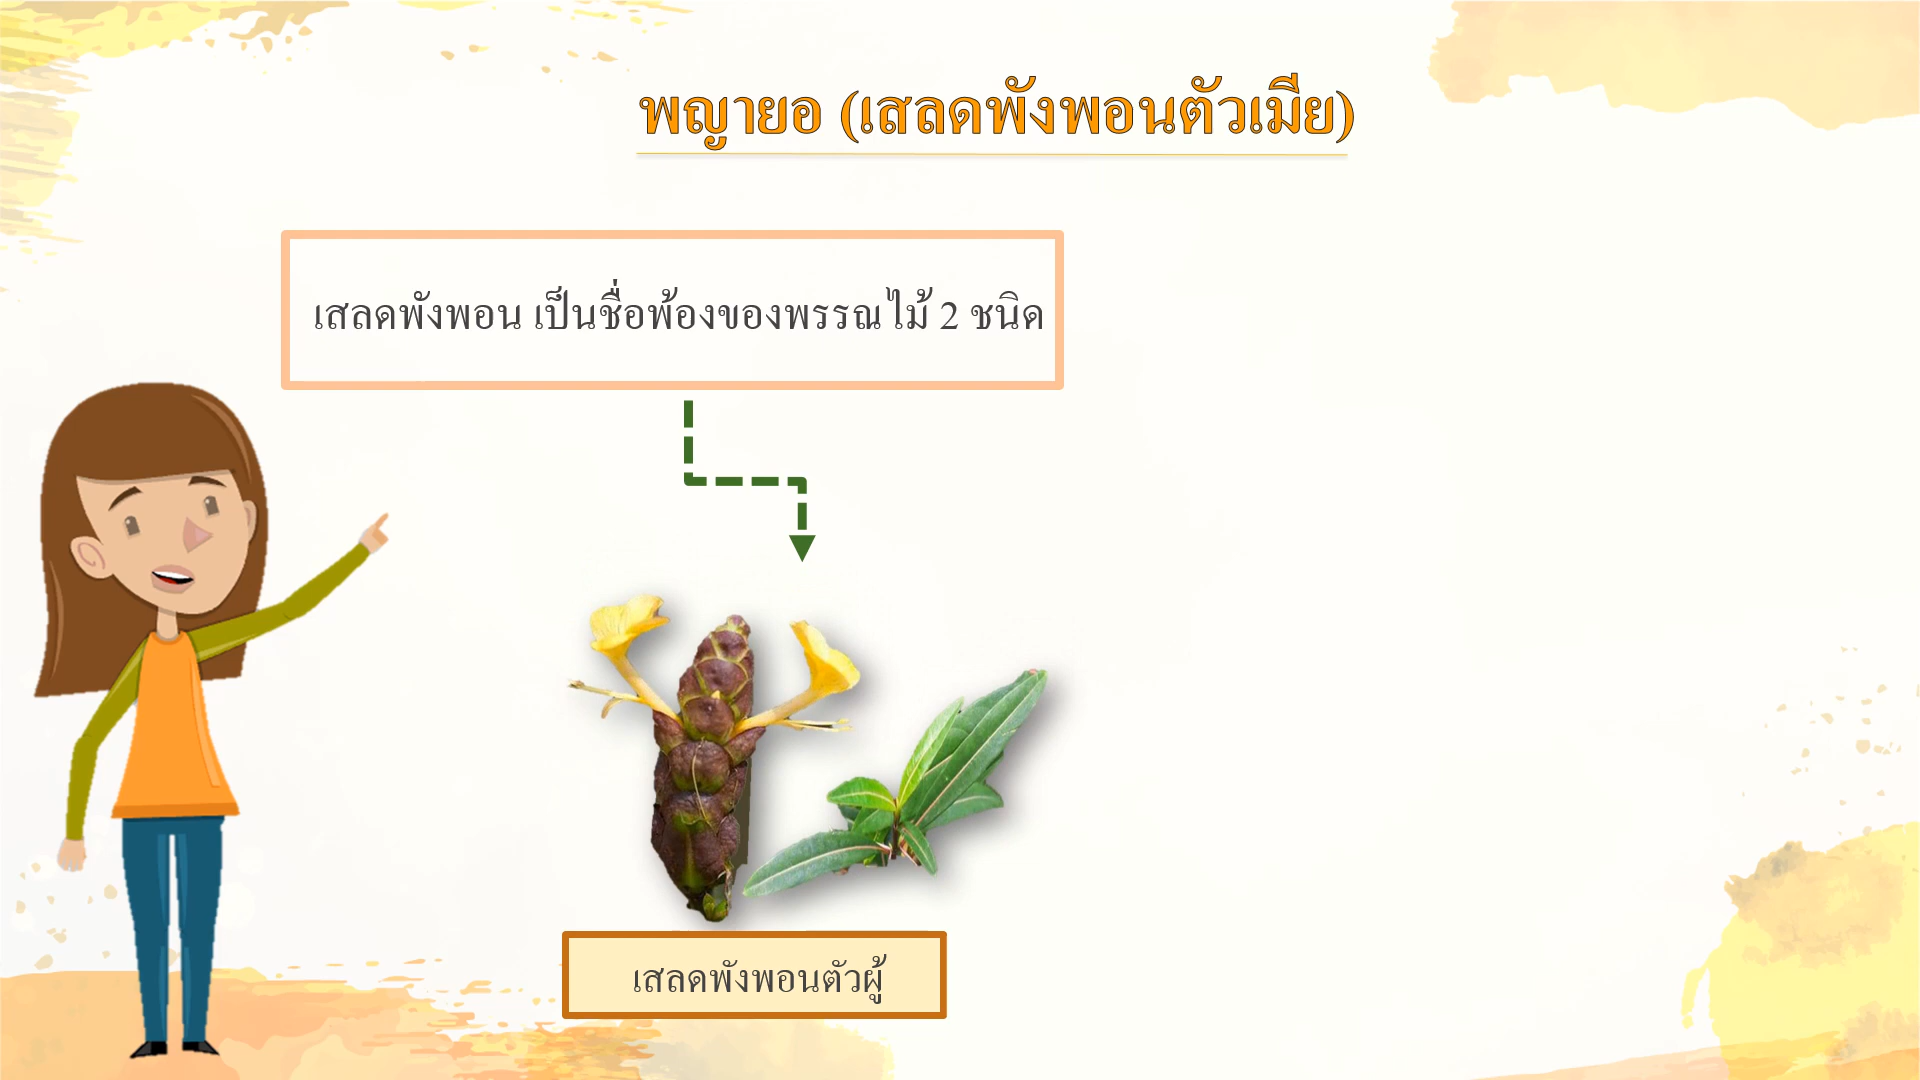 พญายอ (เสลดพังพอนตัวเมีย)
เสลดพังพอน เป็นชื่อพ้องของพรรณไม้ 2 ชนิด
เสลดพังพอนตัวผู้